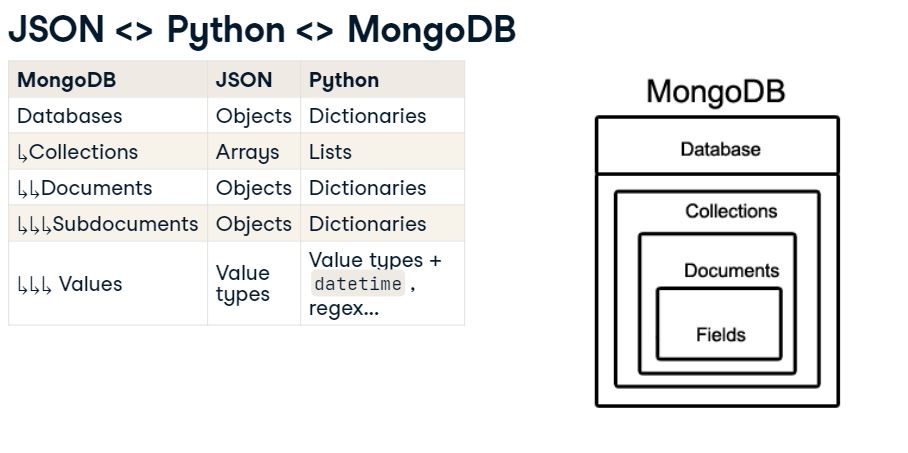 JSON <> Python <> MongoDB
MongoDB JSON Python
Databases Objects Dictionaries
↳Collections Arrays Lists
↳↳Documents Objects Dictionaries
↳↳↳Subdocuments Objects Dictionaries
↳↳↳ Values Value types Value types + datetime , regex...
MongoDB
Database
Collections
Documents
Fields